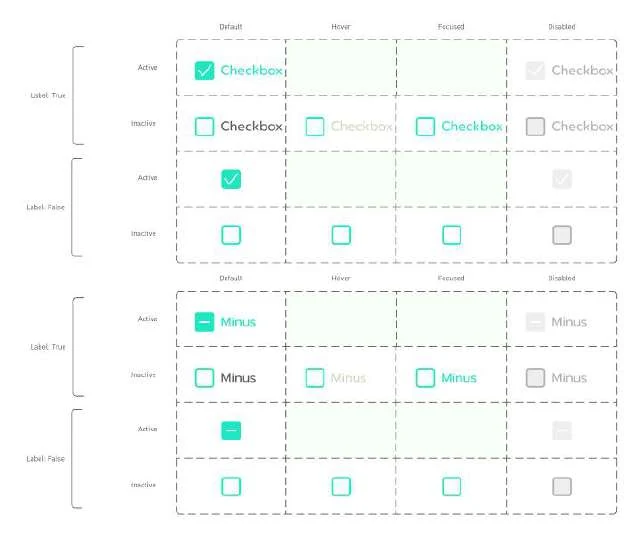 Default Hover Focused Disabled
Label: True
Active
Checkbox Checkbox
Inactive
Checkbox Checkbox Checkbox Checkbox
Label: False
Active
Inactive
Default Hover Focused Disabled
Label: True
Active
Minus Minus
Inactive
Minus Minus Minus Minus
Label: False
Active
Inactive